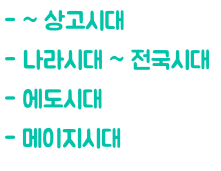 - ~ 상고시대
- 나라시대 ~ 전국시대
- 에도시대
- 메이지시대